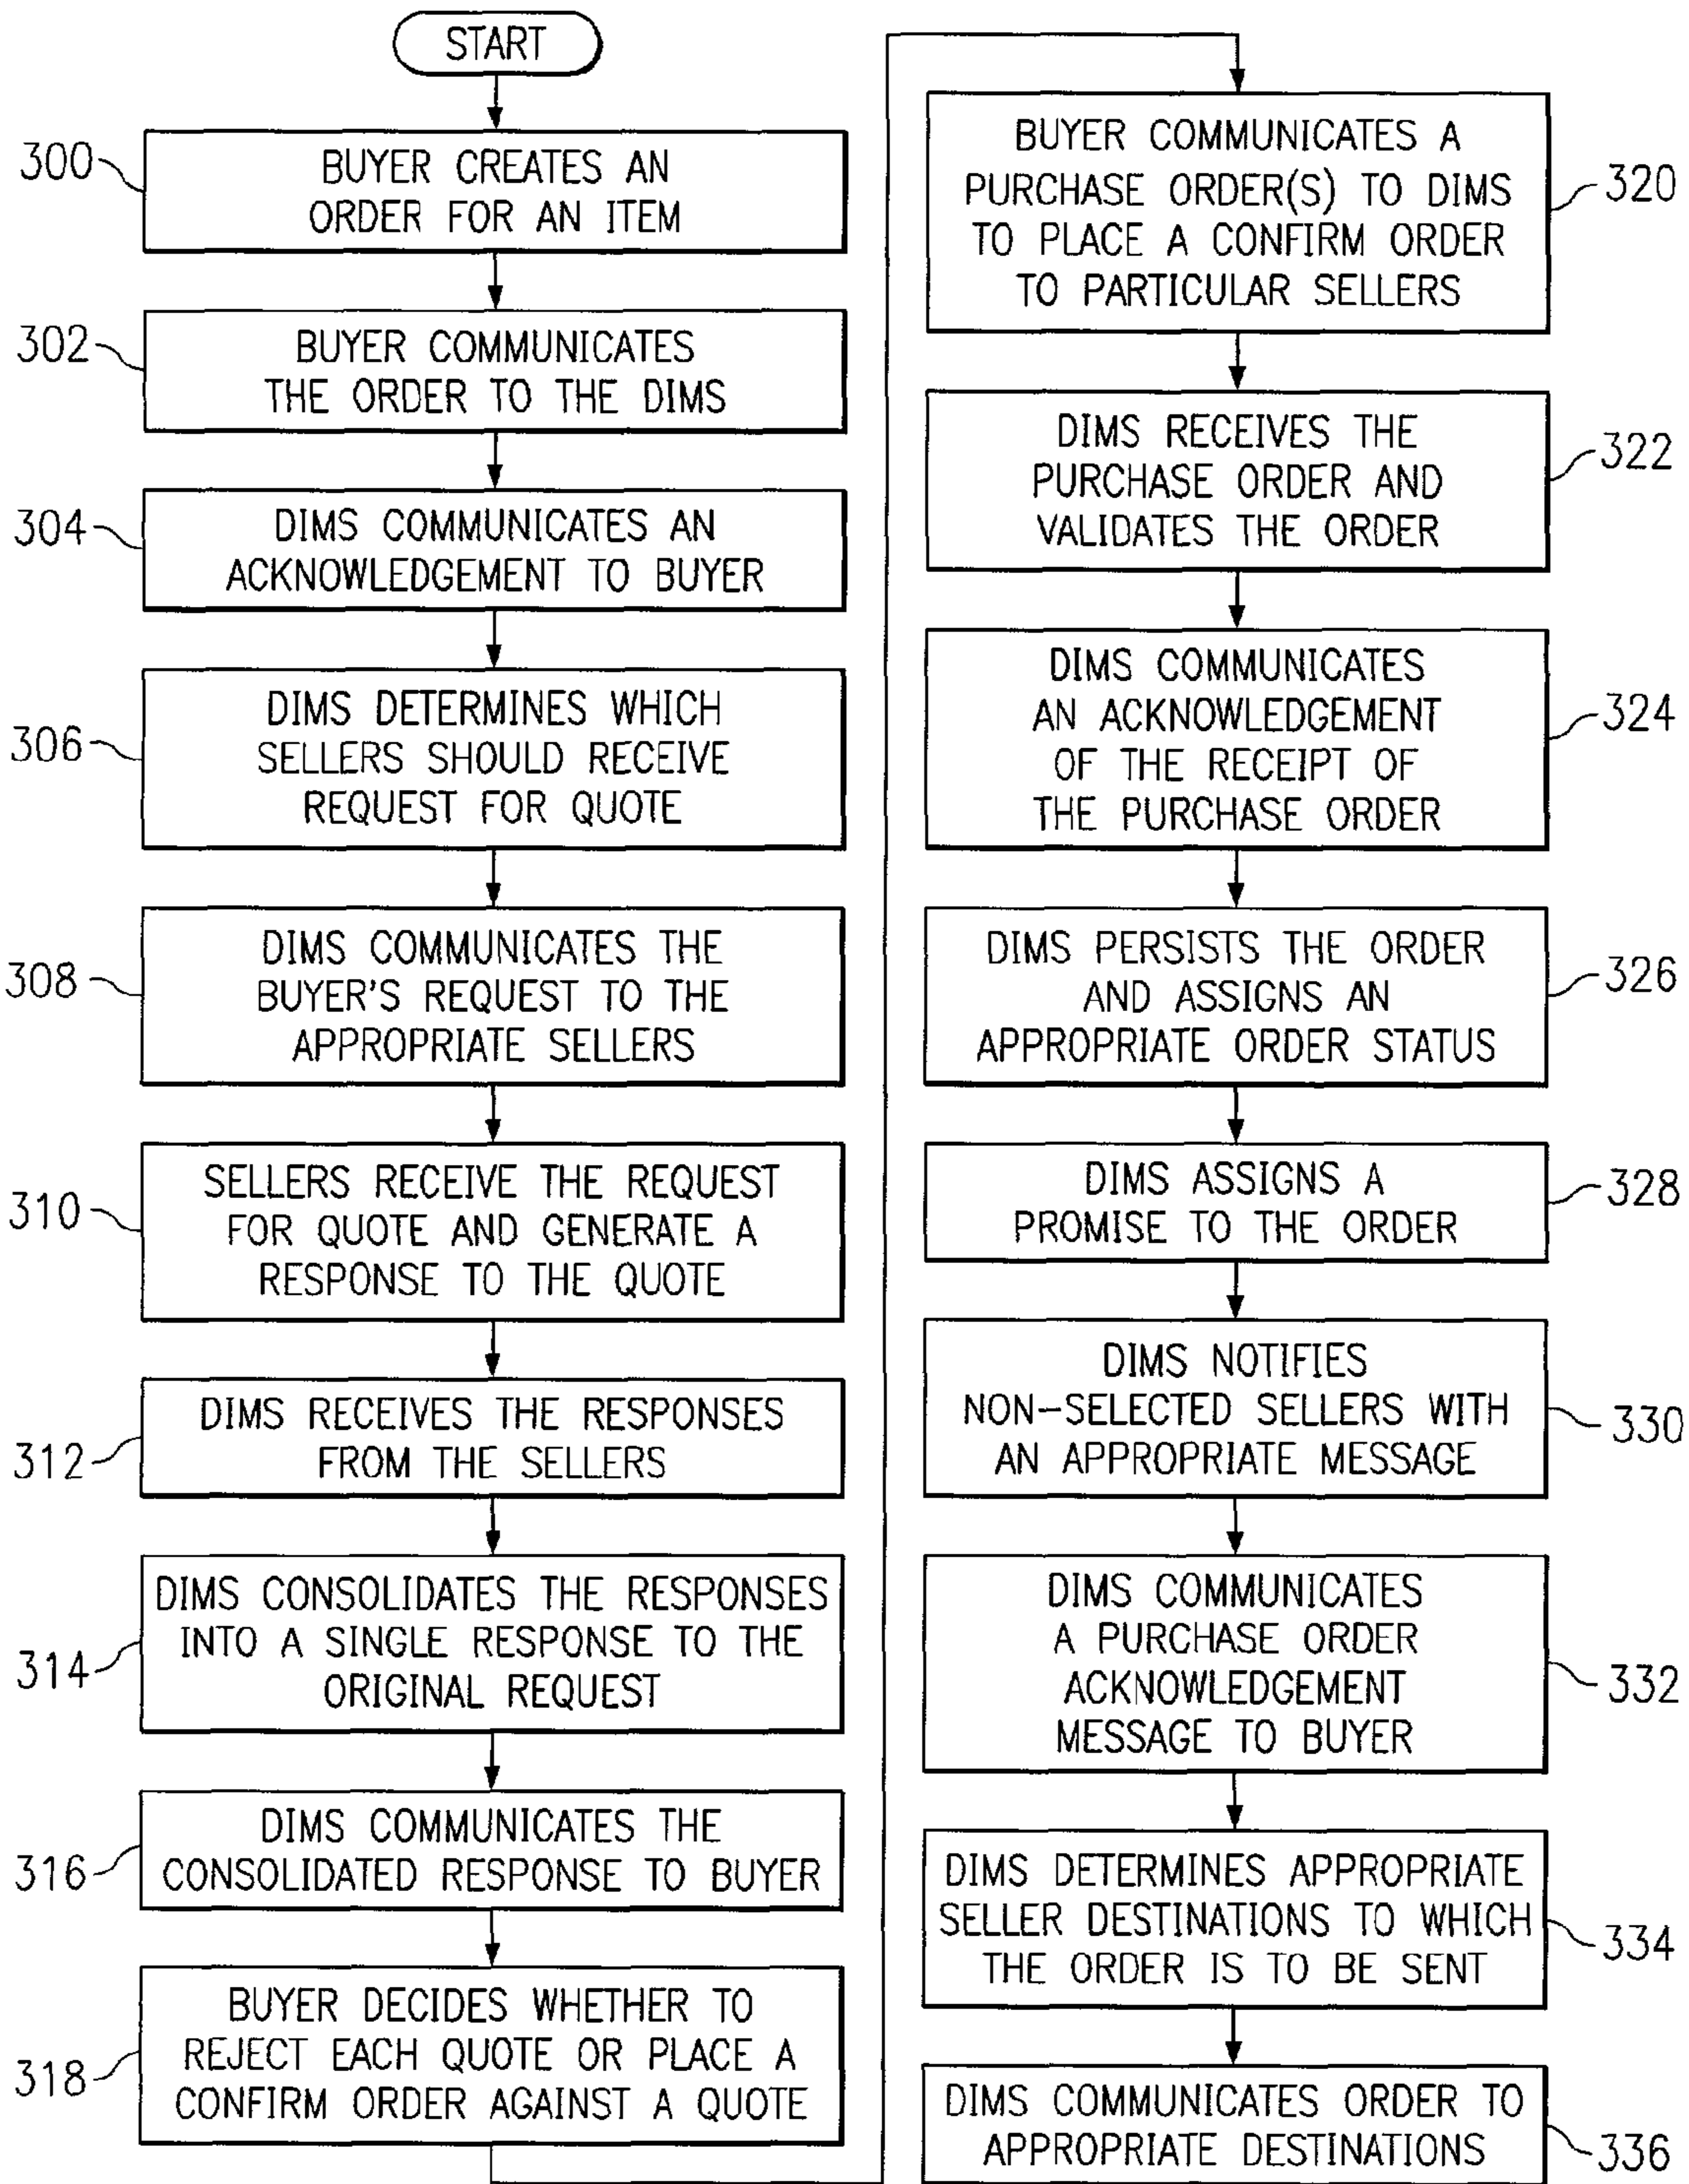 START
300
BUYER CREATES AN
ORDER FOR AN ITEM
302
BUYER COMMUNICATES
THE ORDER TO THE DIMS
304
DIMS COMMUNICATES AN
ACKNOWLEDGEMENT TO BUYER
306
DIMS DETERMINES WHICH
SELLERS SHOULD RECEIVE
REQUEST FOR QUOTE
308
DIMS COMMUNICATES THE
BUYER'S REQUEST TO THE
APPROPRIATE SELLERS
310
SELLERS RECEIVE THE REQUEST
FOR QUOTE AND GENERATE A
RESPONSE TO THE QUOTE
312
DIMS RECEIVES THE RESPONSES
FROM THE SELLERS
314
DIMS CONSOLIDATES THE RESPONSES
INTO A SINGLE RESPONSE TO THE
ORIGINAL REQUEST
316
DIMS COMMUNICATES THE
CONSOLIDATED RESPONSE TO BUYER
318
BUYER DECIDES WHETHER TO
REJECT EACH QUOTE OR PLACE A
CONFIRM ORDER AGAINST A QUOTE
BUYER COMMUNICATES A
PURCHASE ORDER(S) TO DIMS
TO PLACE A CONFIRM ORDER
TO PARTICULAR SELLERS
320
DIMS RECEIVES THE
PURCHASE ORDER AND
VALIDATES THE ORDER
322
DIMS COMMUNICATES
AN ACKNOWLEDGEMENT
OF THE RECEIPT OF
THE PURCHASE ORDER
324
DIMS PERSISTS THE ORDER
AND ASSIGNS AN
APPROPRIATE ORDER STATUS
326
DIMS ASSIGNS A
PROMISE TO THE ORDER
328
DIMS NOTIFIES
NON-SELECTED SELLERS WITH
AN APPROPRIATE MESSAGE
330
DIMS COMMUNICATES
A PURCHASE ORDER
ACKNOWLEDGEMENT
MESSAGE TO BUYER
332
DIMS DETERMINES APPROPRIATE
SELLER DESTINATIONS TO WHICH
THE ORDER IS TO BE SENT
334
DIMS COMMUNICATES ORDER TO
APPROPRIATE DESTINATIONS
336